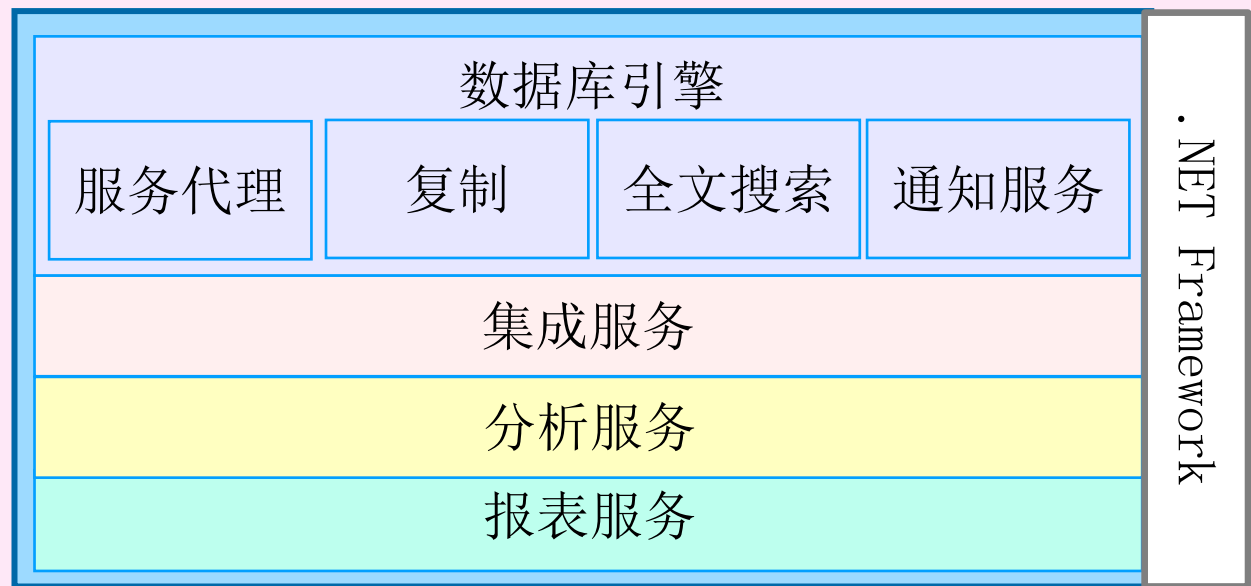 数据库引擎
服务代理
复制
全文搜索
通知服务
集成服务
分析服务
报表服务
.NET Framework